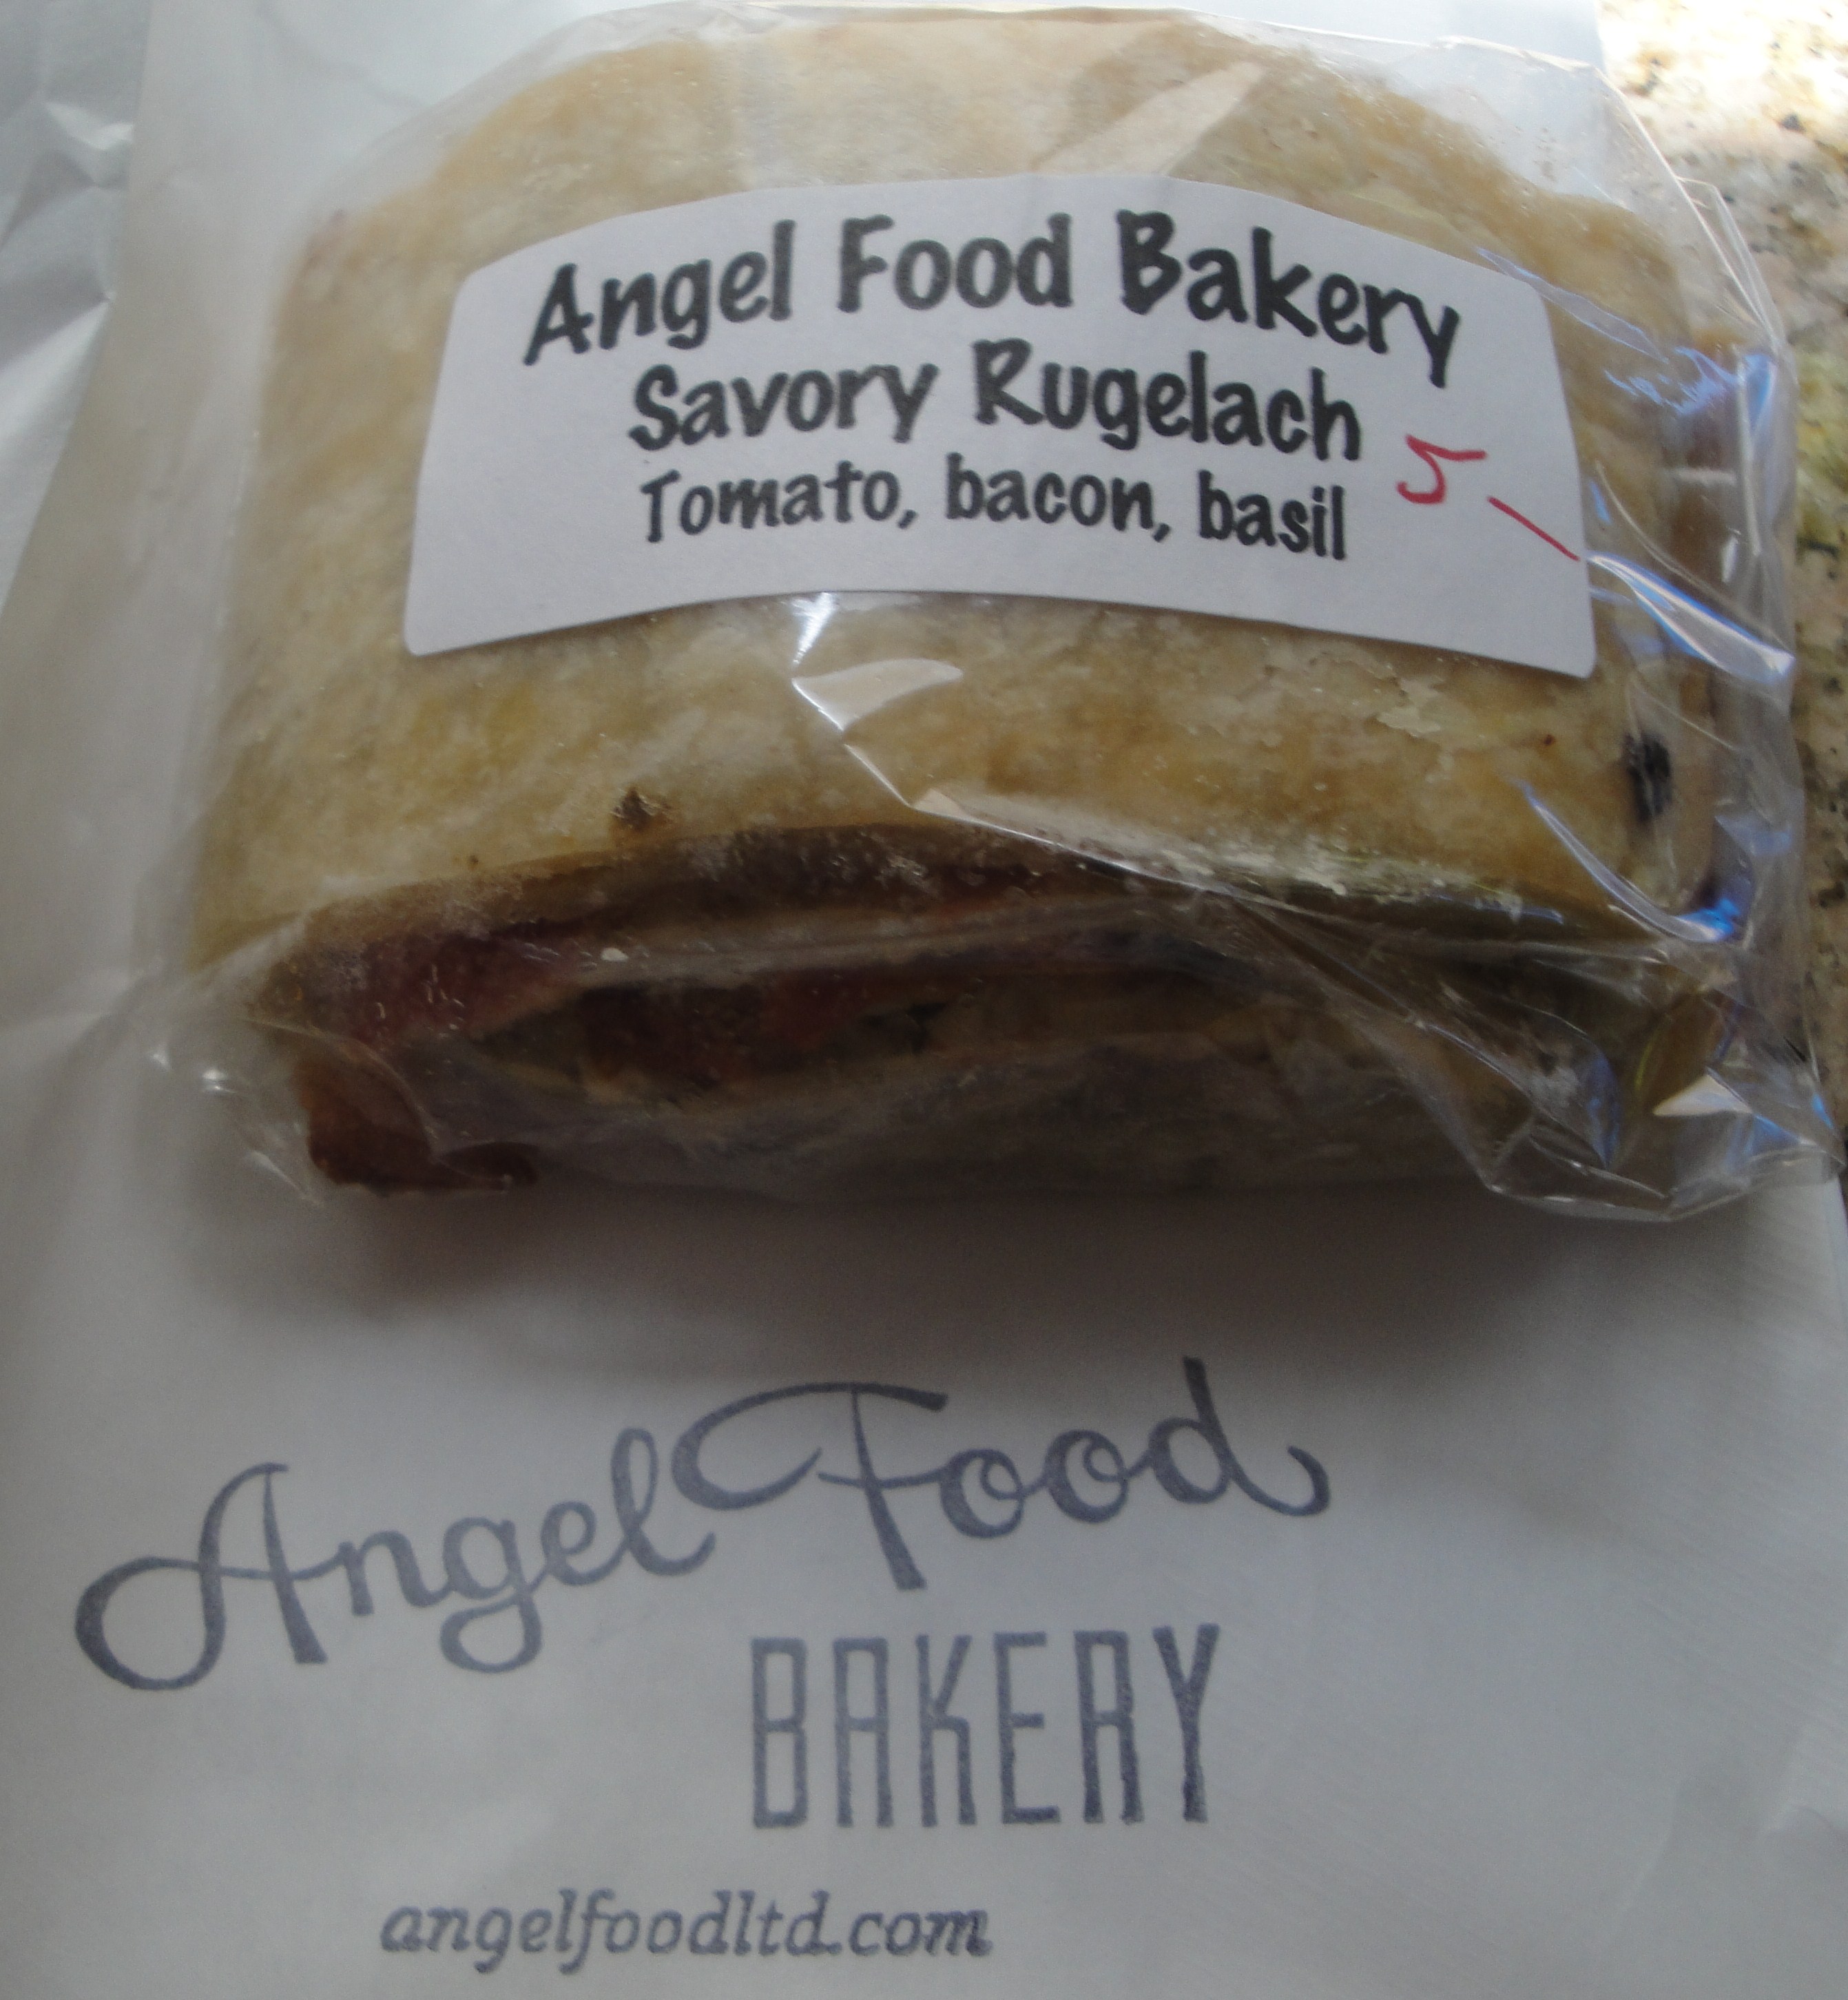 Angel Food Bakery
Savory Rugelach
Tomato, bacon, basil
5-
Angel Food
BAKERY
angelfoodltd.com